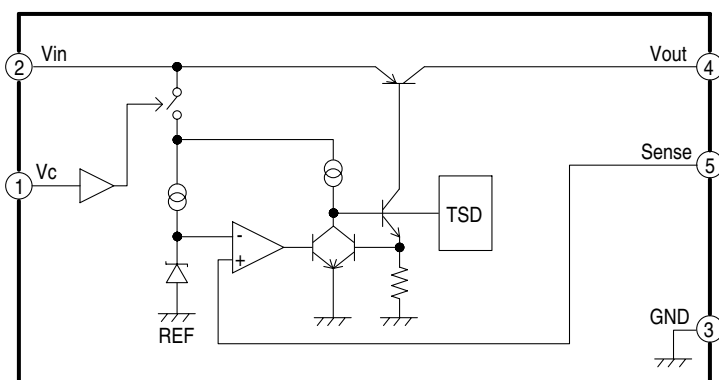 2 Vin Vout 4
1 Vc Sense 5
TSD
-
+
REF
GND 3